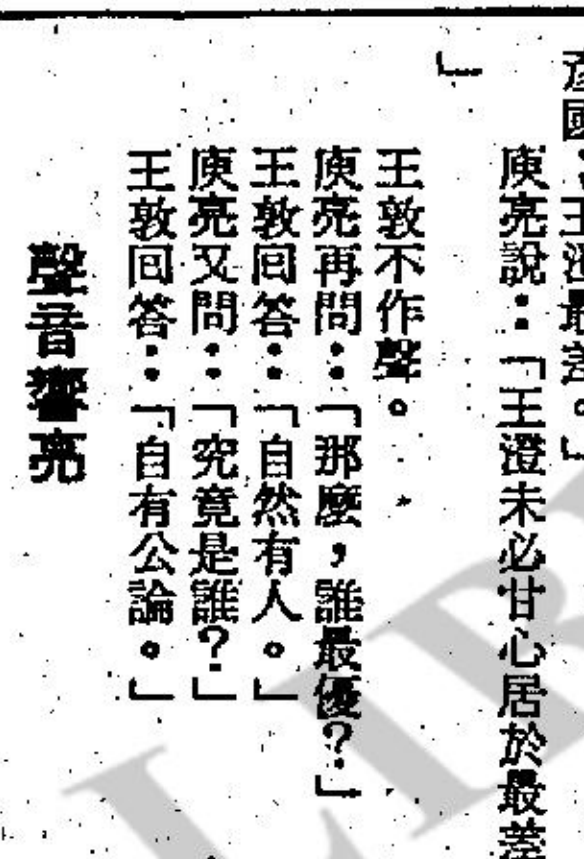 彥國；王澄最差。」
庾亮說：「王澄未必甘心居於最差
」
王敦不作聲。
庾亮再問：「那麼，誰最優？」
王敦回答：「自然有人。」
庾亮又問：「究竟是誰？」
王敦回答：「自有公論。」
聲音響亮